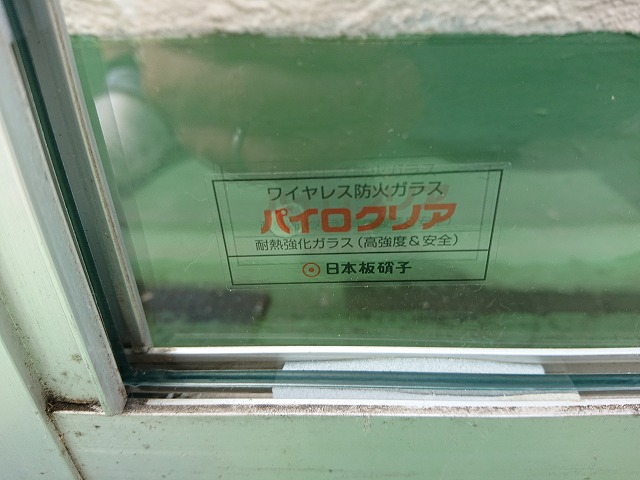 ワイヤレス防火ガラス
パイロクリア
耐熱強化ガラス(高強度&安全)
日本板硝子